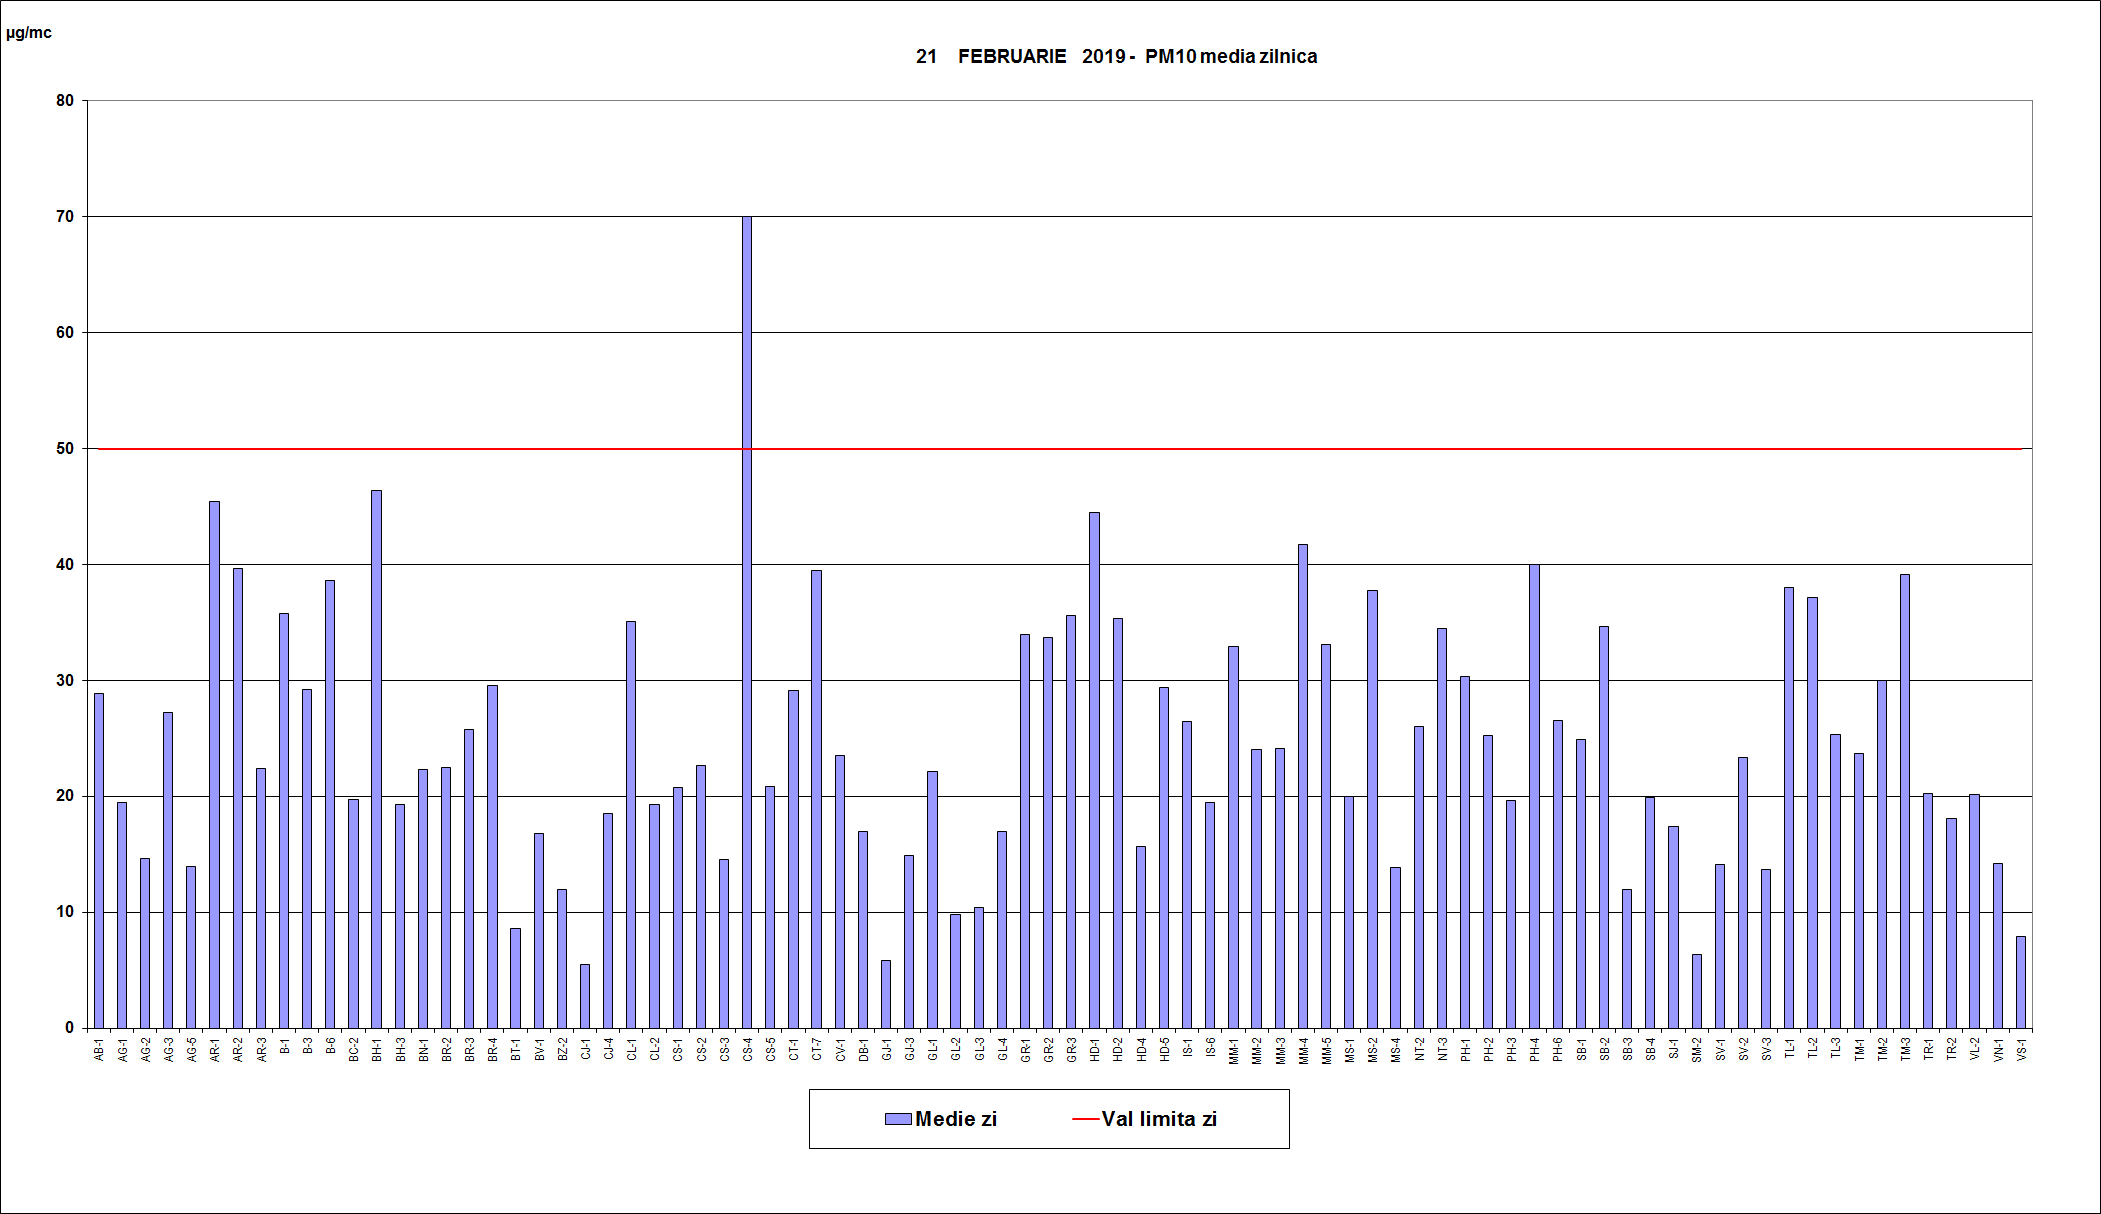 µg/mc
21 FEBRUARIE 2019 - PM10 media zilnica
80
70
60
50
40
30
20
10
0
AB-1 AG-1 AG-2 AG-3 AG-5 AR-1 AR-2 AR-3 B-1 B-3 B-6 BC-2 BH-1 BH-3 BN-1 BR-2 BR-3 BR-4 BT-1 BV-1 BZ-2 CJ-1 CJ-4 CL-1 CL-2 CS-1 CS-2 CS-3 CS-4 CS-5 CT-1 CT-7 CV-1 DB-1 GJ-1 GJ-3 GL-1 GL-2 GL-3 GL-4 GR-1 GR-2 GR-3 HD-1 HD-2 HD-4 HD-5 IS-1 IS-6 MM-1 MM-2 MM-3 MM-4 MM-5 MS-1 MS-2 MS-4 NT-2 NT-3 PH-1 PH-2 PH-3 PH-4 PH-6 SB-1 SB-2 SB-3 SB-4 SJ-1 SM-2 SV-1 SV-2 SV-3 TL-1 TL-2 TL-3 TM-1 TM-2 TM-3 TR-1 TR-2 VL-2 VN-1 VS-1
Medie zi Val limita zi